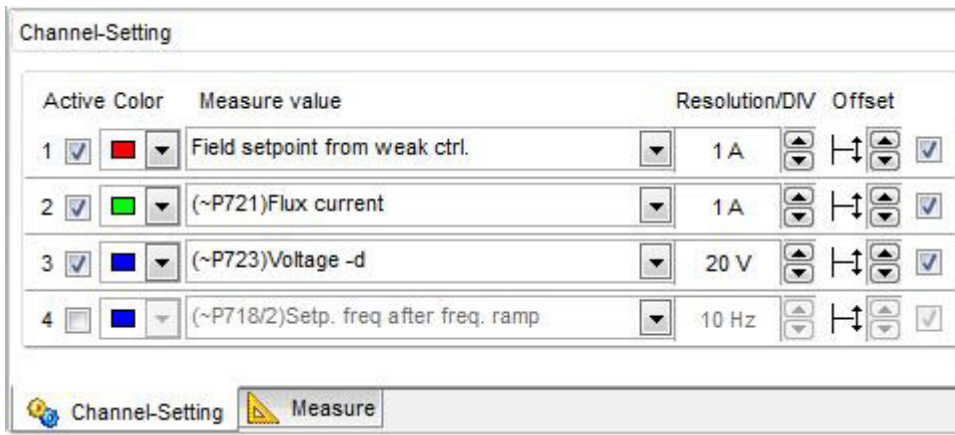 Channel-Setting
Active Color Measure value Resolution/DIV Offset
1 Field setpoint from weak ctrl. 1 A
2 (~P721)Flux current 1 A
3 (~P723)Voltage -d 20 V
4 (~P718/2)Setp. freq after freq. ramp 10 Hz
Channel-Setting Measure